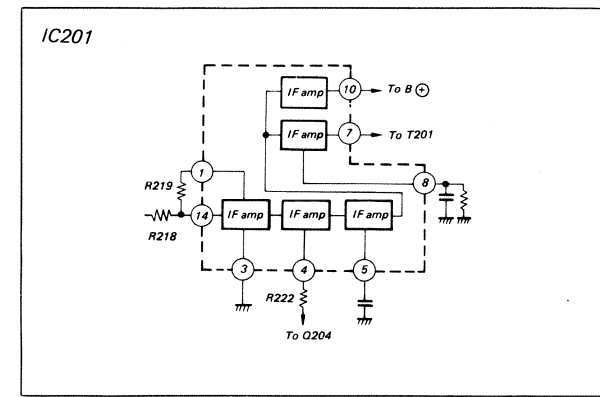 IC201
IF amp
10
To B ⊕
IF amp
7
To T201
1
8
R219
14
IF amp
IF amp
IF amp
R218
3
4
5
R222
To Q204